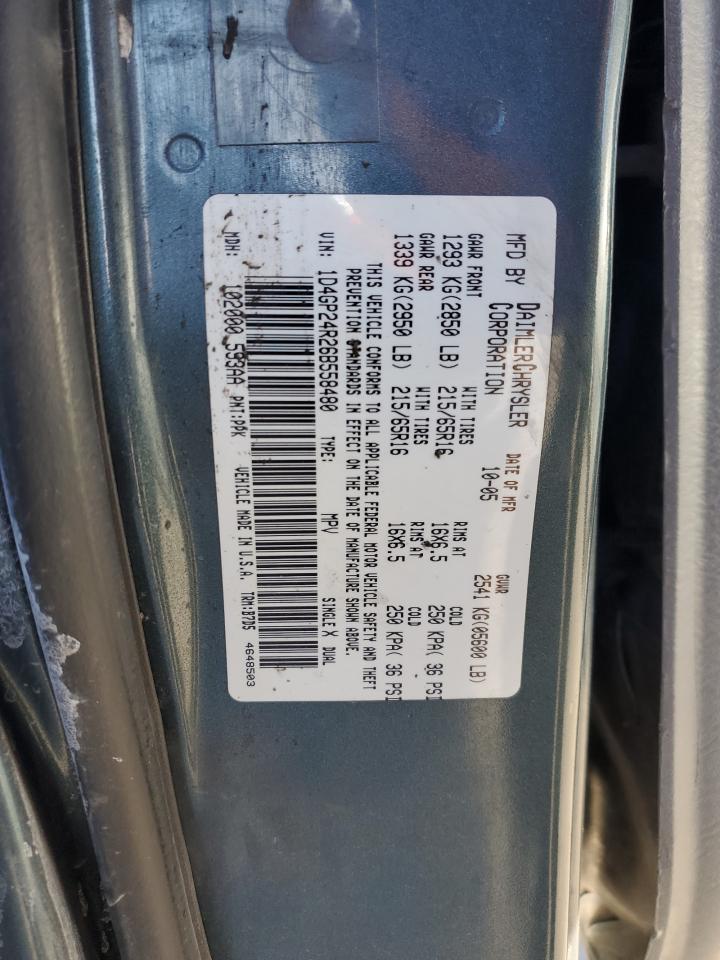 MFD BY DAIMLERCHRYSLER CORPORATION
DATE OF MFR 10-05
GVWR 2541 KG(05600 LB)
GAWR FRONT WITH TIRES RIMS AT COLD
1293 KG(2850 LB) 215/65R16 16X6.5 250 KPA( 36 PSI
GAWR REAR WITH TIRES RIMS AT COLD
1339 KG(2950 LB) 215/65R16 16X6.5 250 KPA( 36 PSI
THIS VEHICLE CONFORMS TO ALL APPLICABLE FEDERAL MOTOR VEHICLE SAFETY AND THEFT
PREVENTION STANDARDS IN EFFECT ON THE DATE OF MANUFACTURE SHOWN ABOVE.
VIN: 1D4GP24R26B558480 TYPE: MPV SINGLE X DUAL
MDH: 102000 593AA PNT:PPK VEHICLE MADE IN U.S.A. TRM:B7D5 4648503